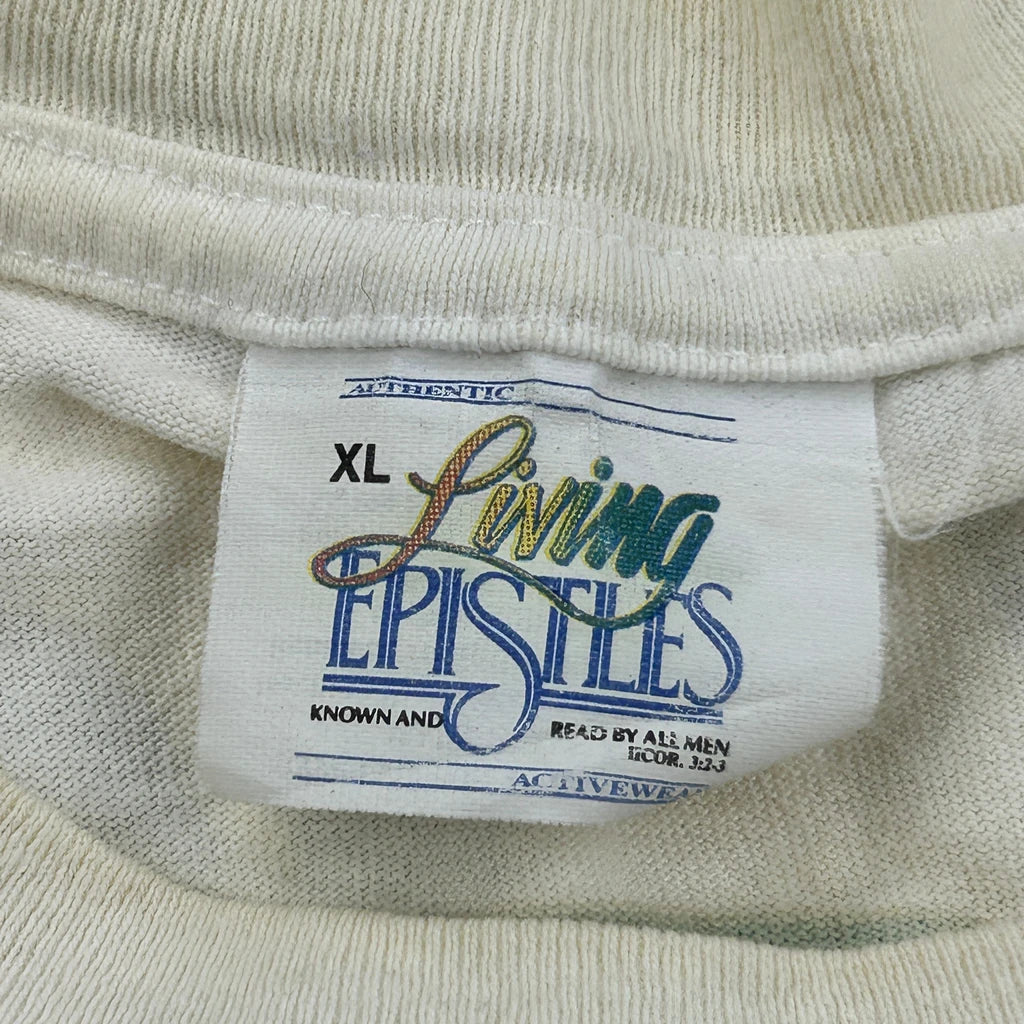 AUTHENTIC
XL
Living
EPISTLES
KNOWN AND
READ BY ALL MEN
IICOR. 3:2-3
ACTIVEWEAR